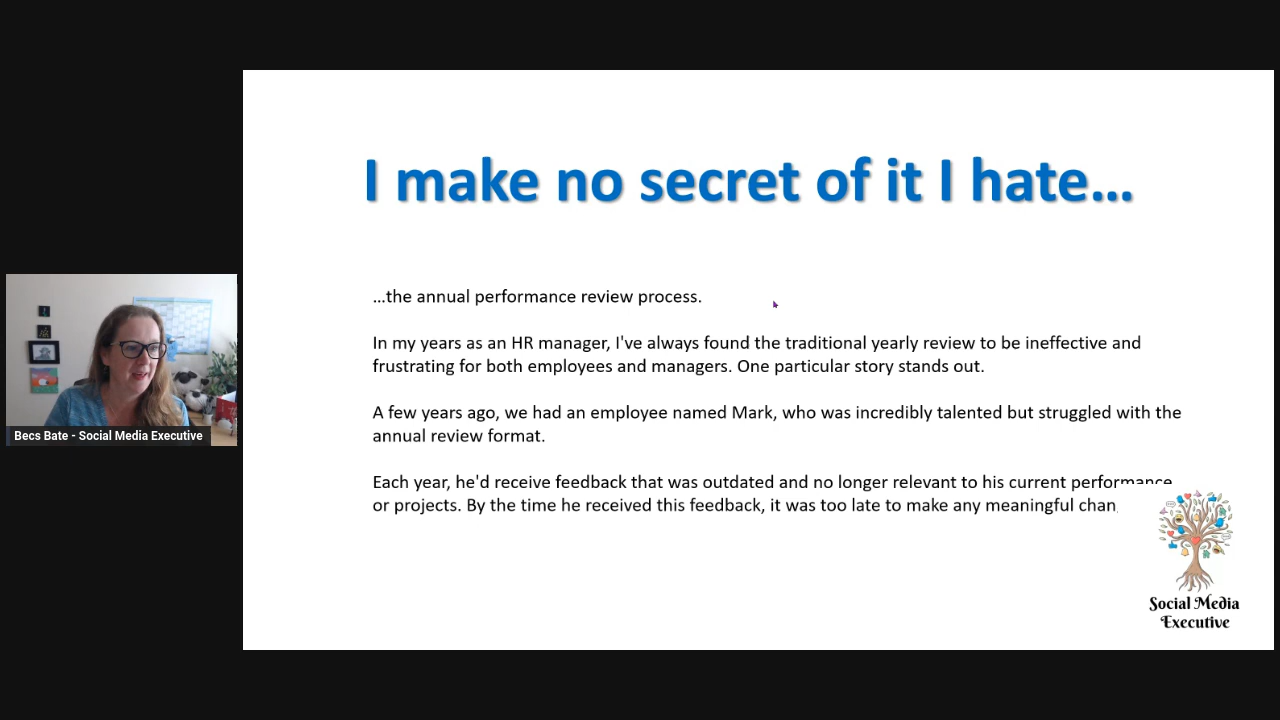 I make no secret of it I hate...
...the annual performance review process.
In my years as an HR manager, I've always found the traditional yearly review to be ineffective and
frustrating for both employees and managers. One particular story stands out.
A few years ago, we had an employee named Mark, who was incredibly talented but struggled with the
annual review format.
Each year, he'd receive feedback that was outdated and no longer relevant to his current performance
or projects. By the time he received this feedback, it was too late to make any meaningful chan
Becs Bate - Social Media Executive
Social Media
Executive